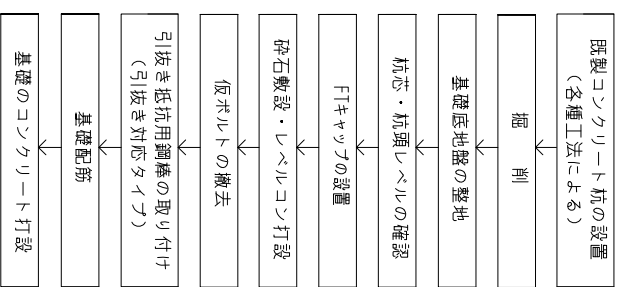 既製コンクリート杭の設置
（各種工法による）
掘　削
基礎底地盤の整地
杭芯・杭頭レベルの確認
FTキャップの設置
砕石敷設・レベルコン打設
仮ボルトの撤去
引抜き抵抗用鋼棒の取り付け
（引抜き対応タイプ）
基礎配筋
基礎のコンクリート打設